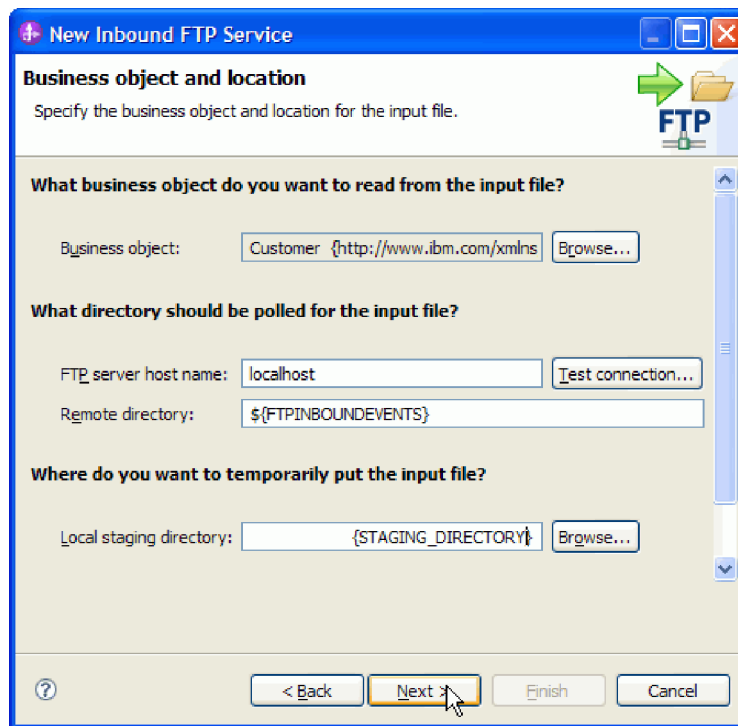 New Inbound FTP Service
Business object and location
Specify the business object and location for the input file.
FTP
What business object do you want to read from the input file?
Business object: Customer {http://www.ibm.com/xmlns Browse...
What directory should be polled for the input file?
FTP server host name: localhost Test connection...
Remote directory: ${FTPINBOUNDEVENTS}
Where do you want to temporarily put the input file?
Local staging directory: {STAGING_DIRECTORY} Browse...
? < Back Next > Finish Cancel